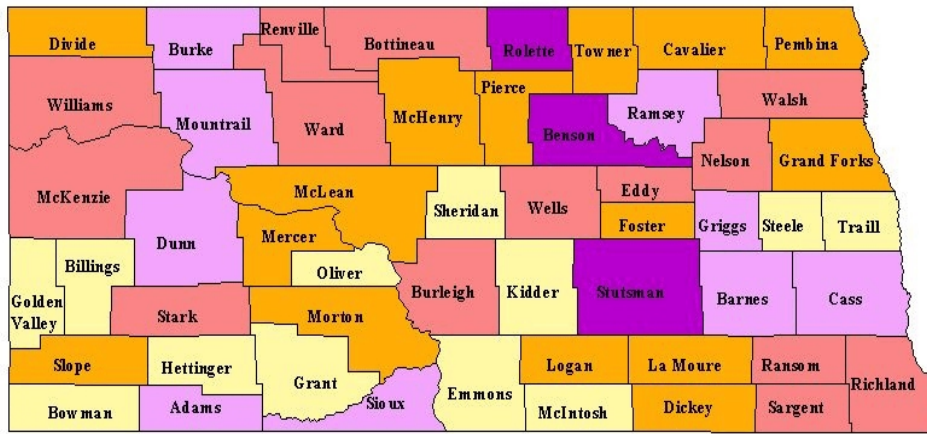 Divide
Burke
Renville
Bottineau
Rolette
Towner
Cavalier
Pembina
Williams
Mountrail
Ward
McHenry
Pierce
Benson
Ramsey
Walsh
Nelson
Grand Forks
McKenzie
McLean
Sheridan
Wells
Eddy
Foster
Griggs
Steele
Traill
Dunn
Mercer
Oliver
Billings
Golden
Valley
Stark
Morton
Burleigh
Kidder
Stutsman
Barnes
Cass
Slope
Hettinger
Grant
Logan
La Moure
Ransom
Richland
Bowman
Adams
Sioux
Emmons
McIntosh
Dickey
Sargent